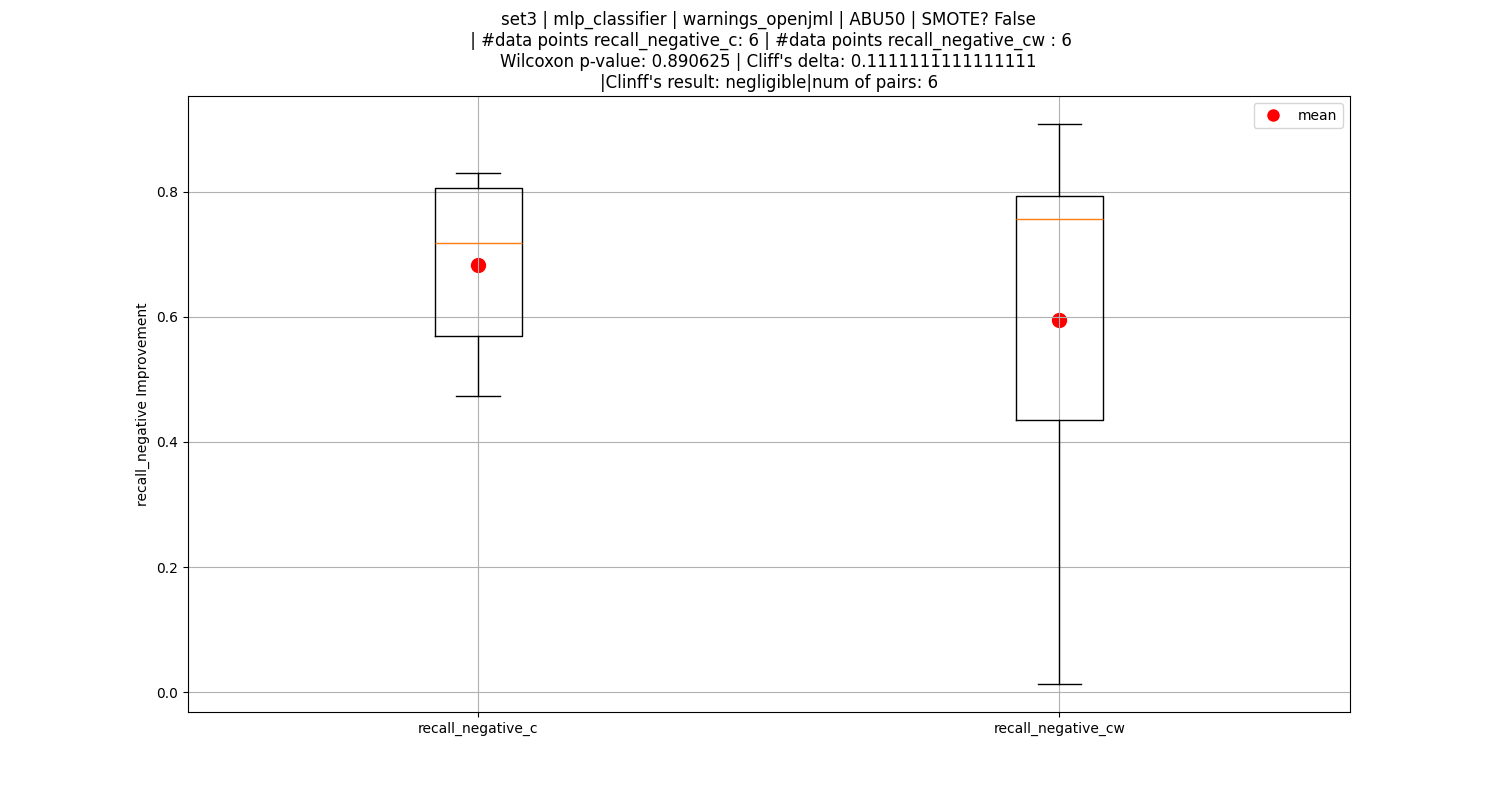 set3 | mlp_classifier | warnings_openjml | ABU50 | SMOTE? False
| #data points recall_negative_c: 6 | #data points recall_negative_cw : 6
Wilcoxon p-value: 0.890625 | Cliff's delta: 0.1111111111111111
|Clinff's result: negligible|num of pairs: 6
mean
recall_negative Improvement
0.8
0.6
0.4
0.2
0.0
recall_negative_c
recall_negative_cw